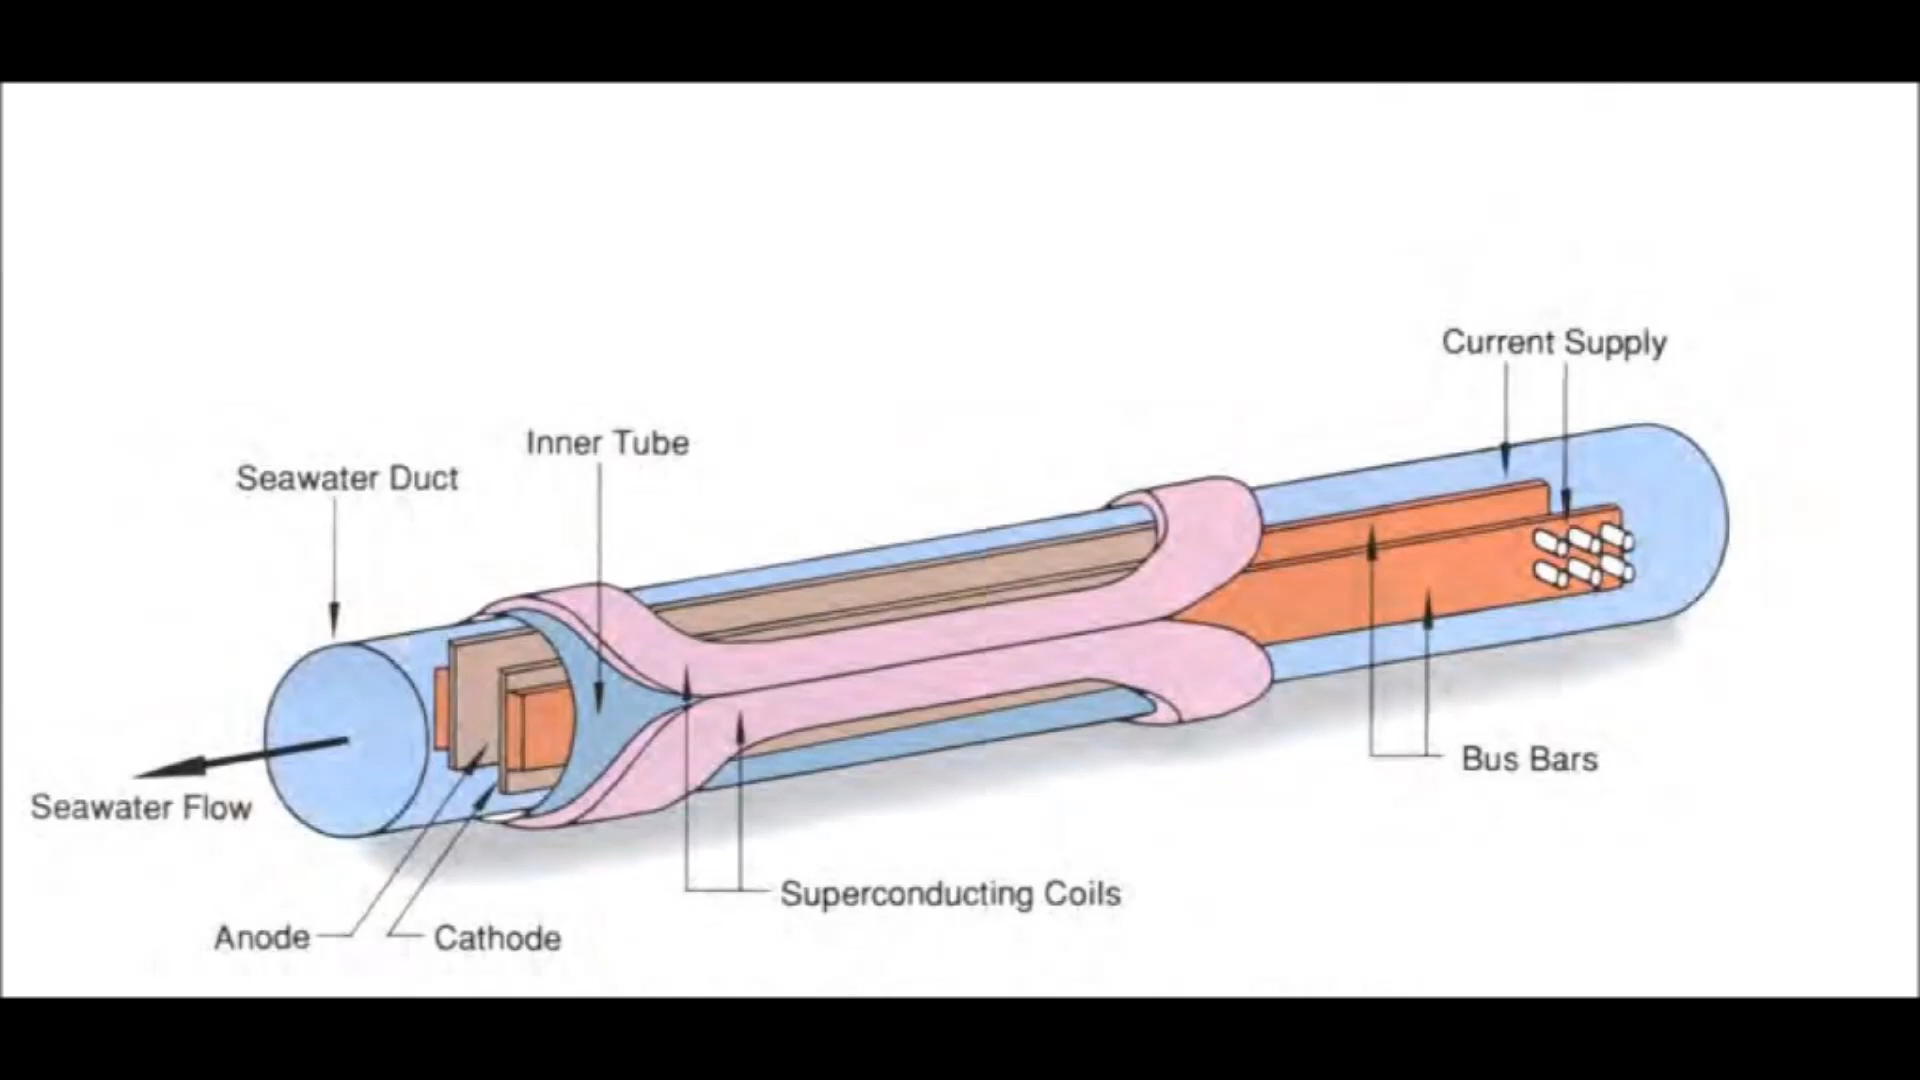 Current Supply
Inner Tube
Seawater Duct
Bus Bars
Seawater Flow
Superconducting Coils
Anode
Cathode